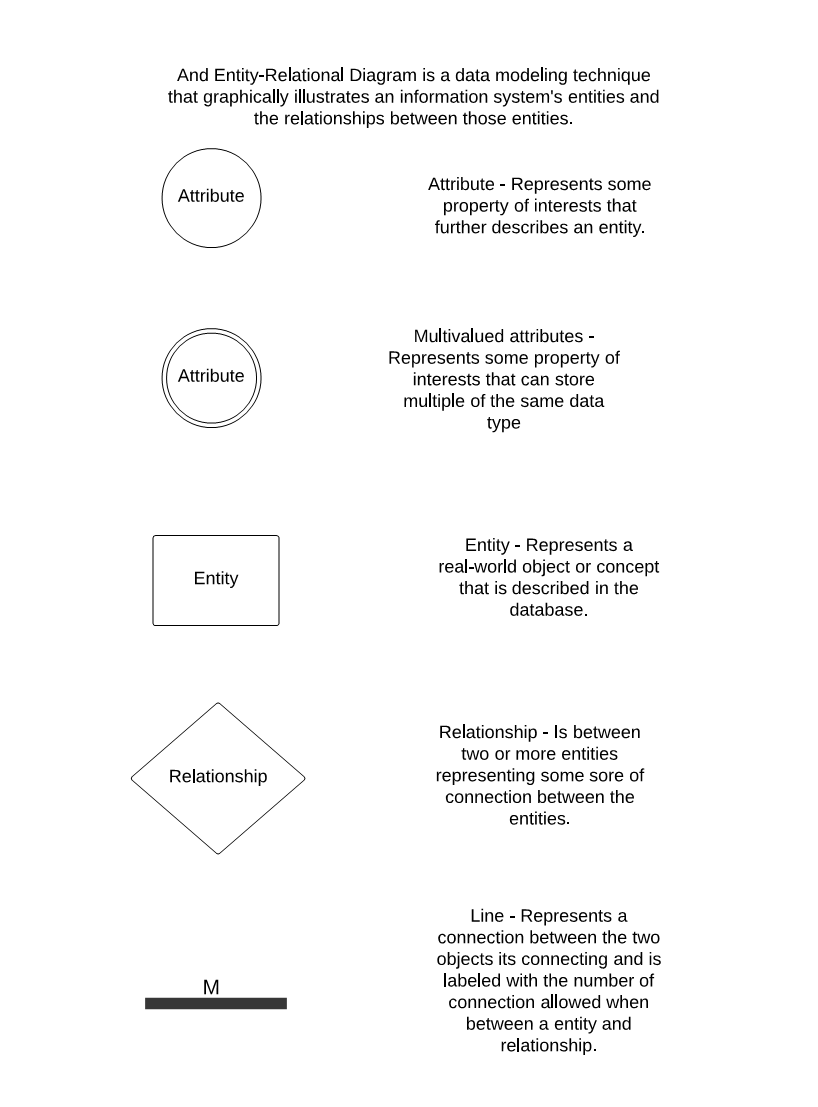 And Entity-Relational Diagram is a data modeling technique
that graphically illustrates an information system's entities and
the relationships between those entities.
Attribute
Attribute - Represents some
property of interests that
further describes an entity.
Attribute
Multivalued attributes -
Represents some property of
interests that can store
multiple of the same data
type
Entity
Entity - Represents a
real-world object or concept
that is described in the
database.
Relationship
Relationship - Is between
two or more entities
representing some sore of
connection between the
entities.
M
Line - Represents a
connection between the two
objects its connecting and is
labeled with the number of
connection allowed when
between a entity and
relationship.